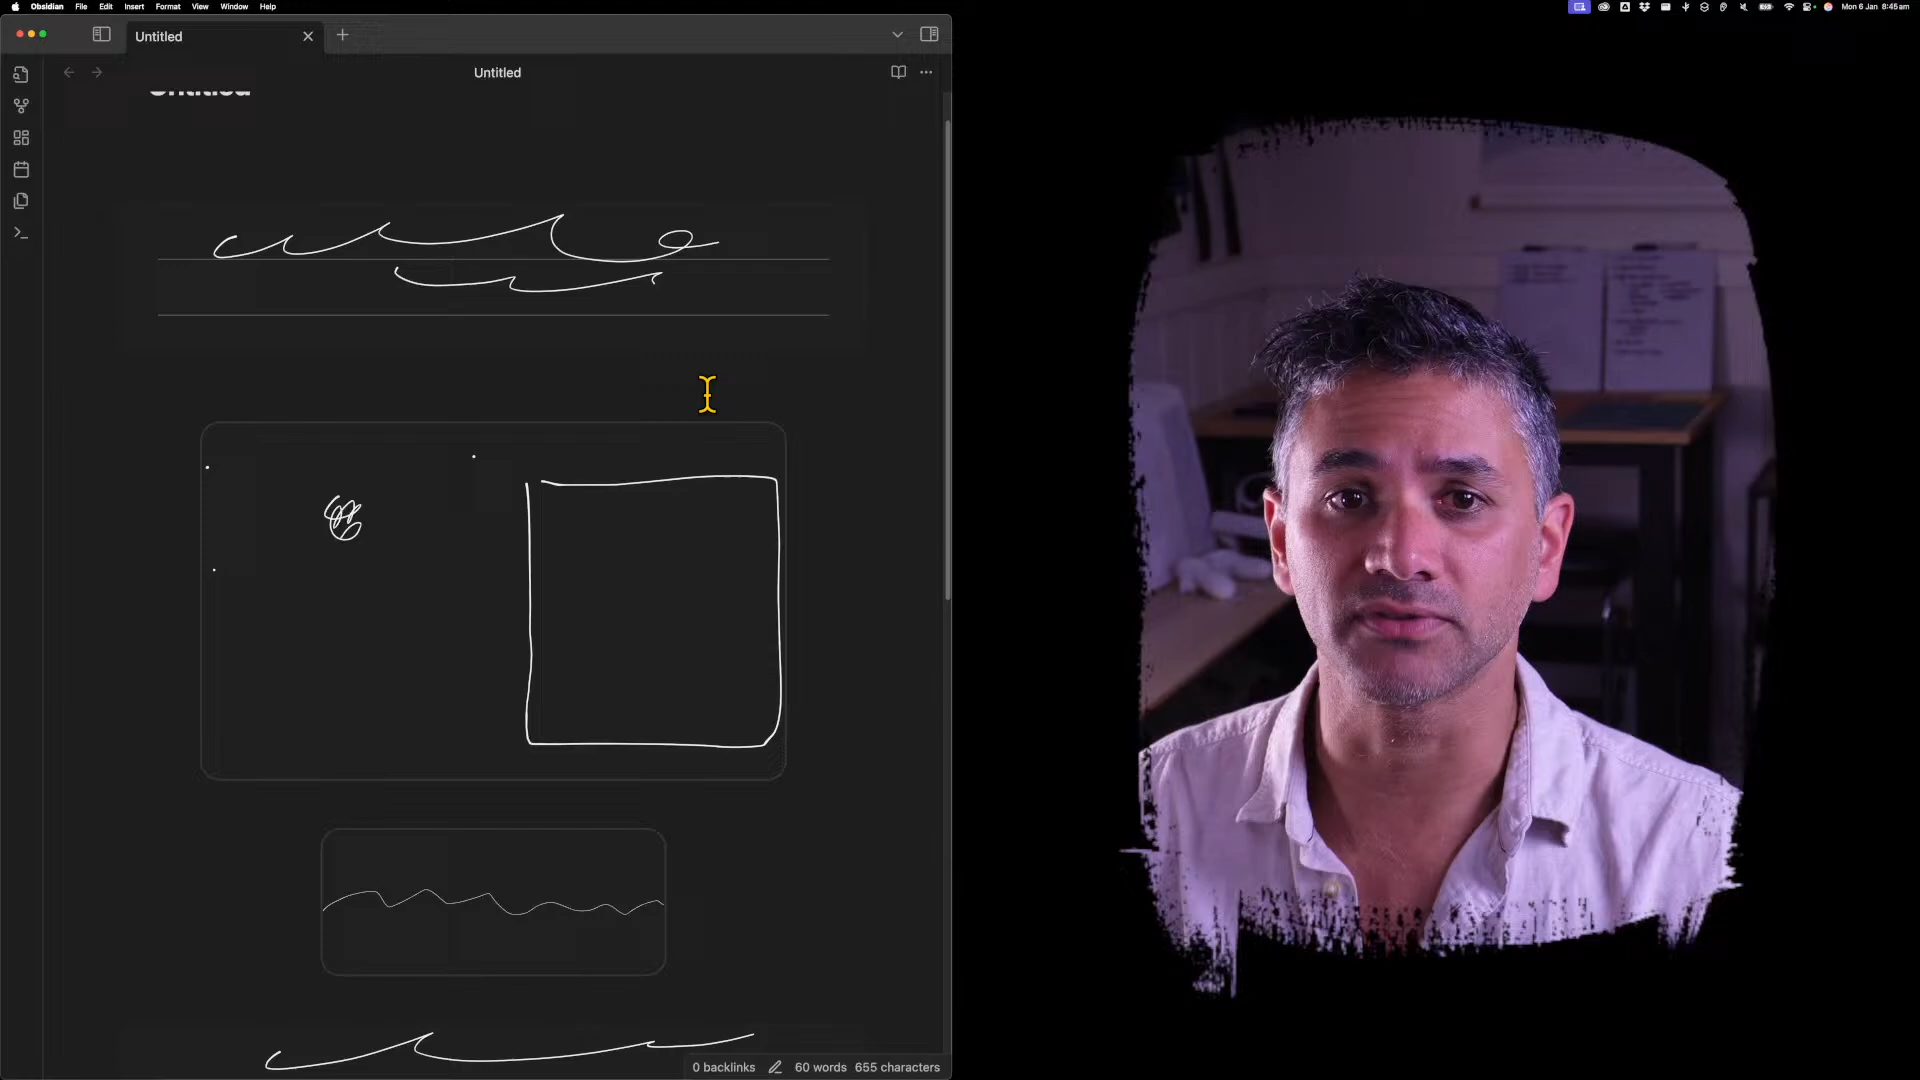 Obsidian File Edit Insert Format View Window Help
Mon 6 Jan 8:45am
Untitled
Untitled
Untitled
0 backlinks 60 words 655 characters